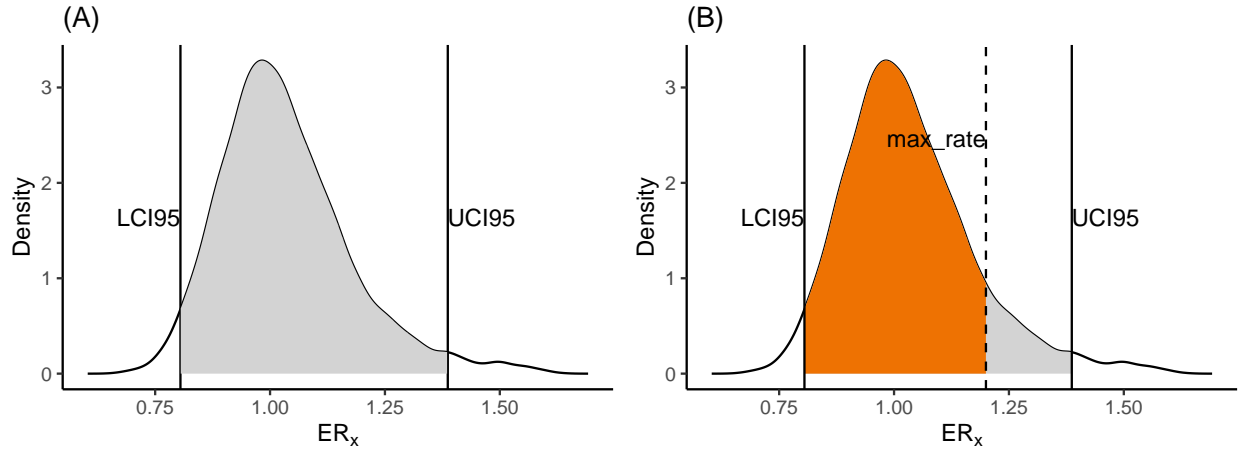 (A)
3
2
1
0
Density
LCI95
UCI95
0.75
1.00
1.25
1.50
ERx
(B)
3
2
1
0
Density
max_rate
LCI95
UCI95
0.75
1.00
1.25
1.50
ERx